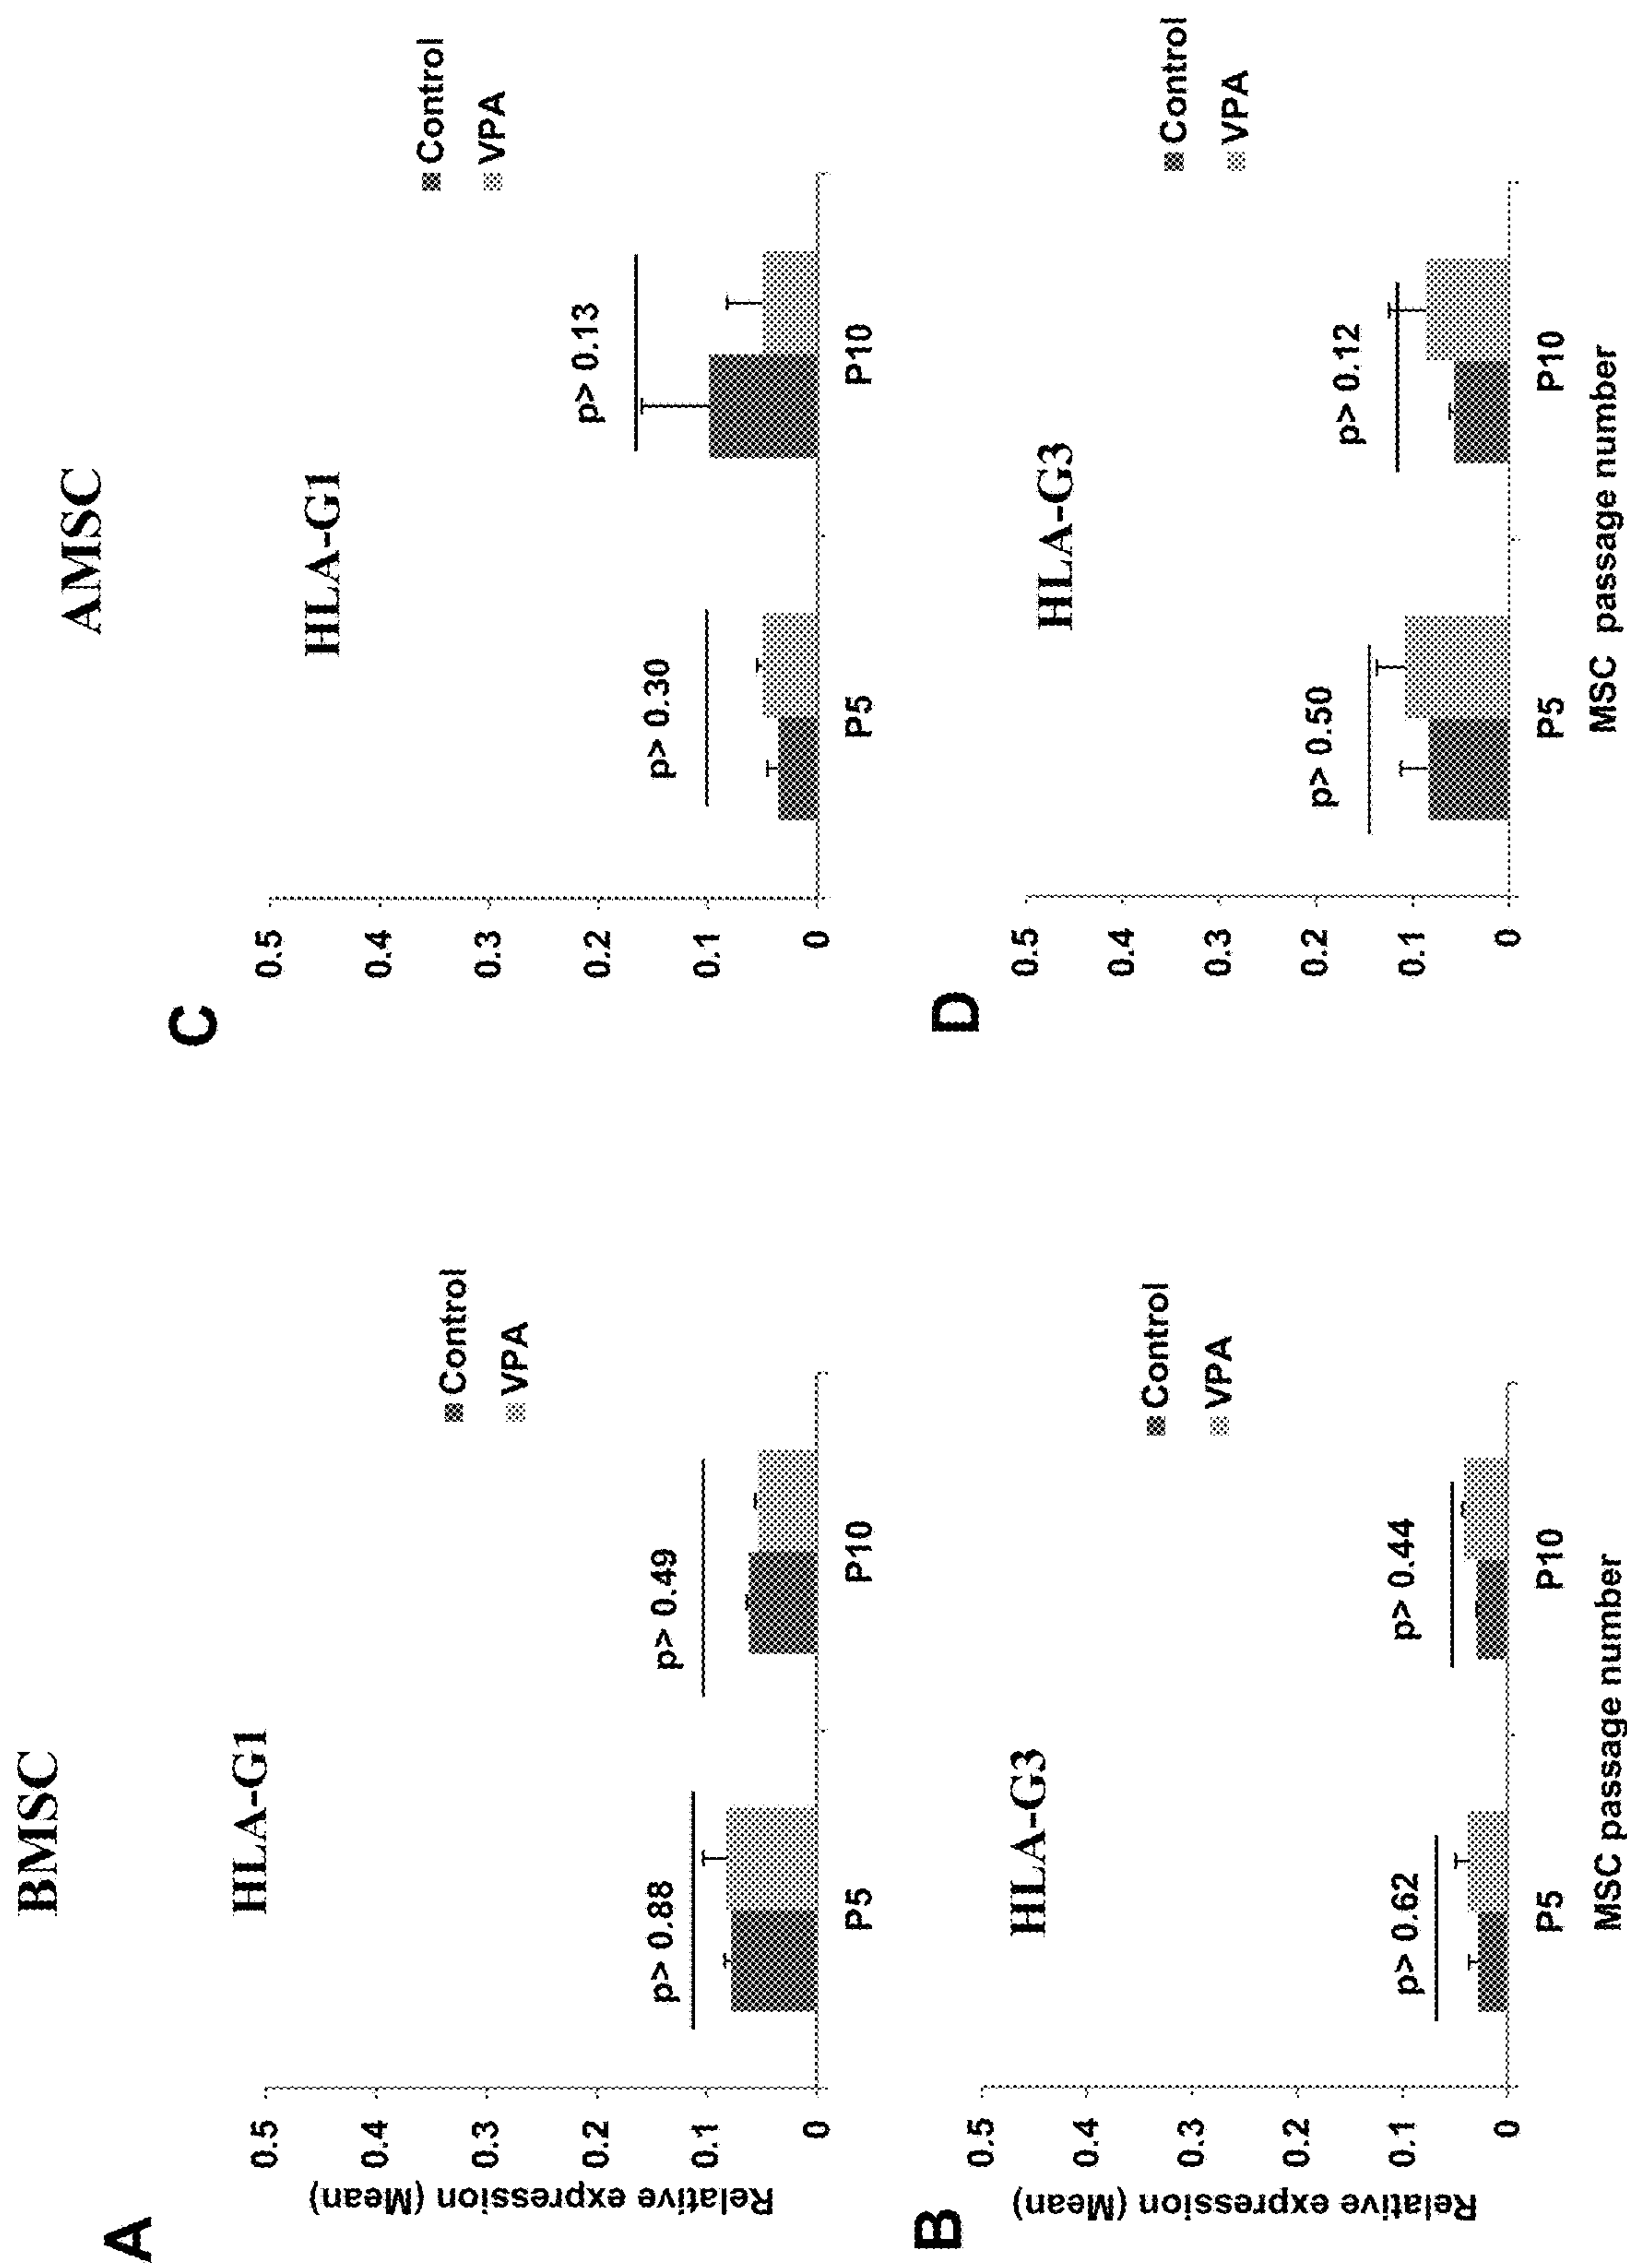 BMSC
AMSC
A
HLA-G1
0.5
0.4
0.3
0.2
0.1
0
Relative expression (Mean)
p> 0.88
p> 0.49
P5
P10
Control
VPA
C
HLA-G1
0.5
0.4
0.3
0.2
0.1
0
p> 0.30
p> 0.13
P5
P10
Control
VPA
B
HLA-G3
0.5
0.4
0.3
0.2
0.1
0
Relative expression (Mean)
p> 0.62
p> 0.44
P5
P10
MSC passage number
Control
VPA
D
HLA-G3
0.5
0.4
0.3
0.2
0.1
0
p> 0.50
p> 0.12
P5
P10
MSC passage number
Control
VPA